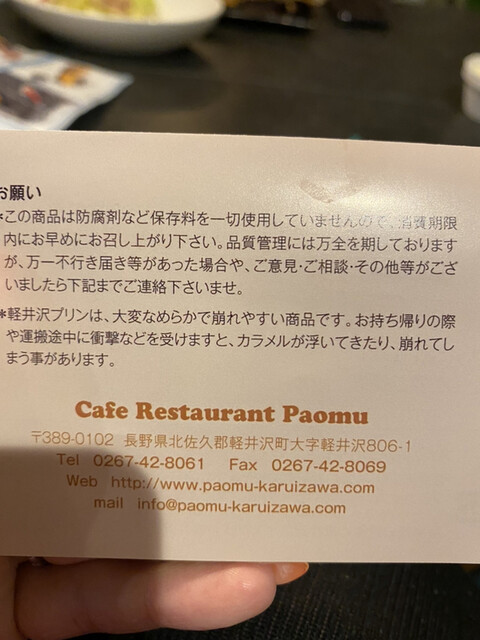 お願い
*この商品は防腐剤など保存料を一切使用していませんので、消費期限
内にお早めにお召し上がり下さい。品質管理には万全を期しております
が、万一不行き届き等があった場合や、ご意見・ご相談・その他等がござ
いましたら下記までご連絡下さいませ。
*軽井沢プリンは、大変なめらかで崩れやすい商品です。お持ち帰りの際
や運搬途中に衝撃などを受けますと、カラメルが浮いてきたり、崩れてし
まう事があります。
Cafe Restaurant Paomu
〒389-0102 長野県北佐久郡軽井沢町大字軽井沢806-1
Tel 0267-42-8061 Fax 0267-42-8069
Web http://www.paomu-karuizawa.com
mail info@paomu-karuizawa.com